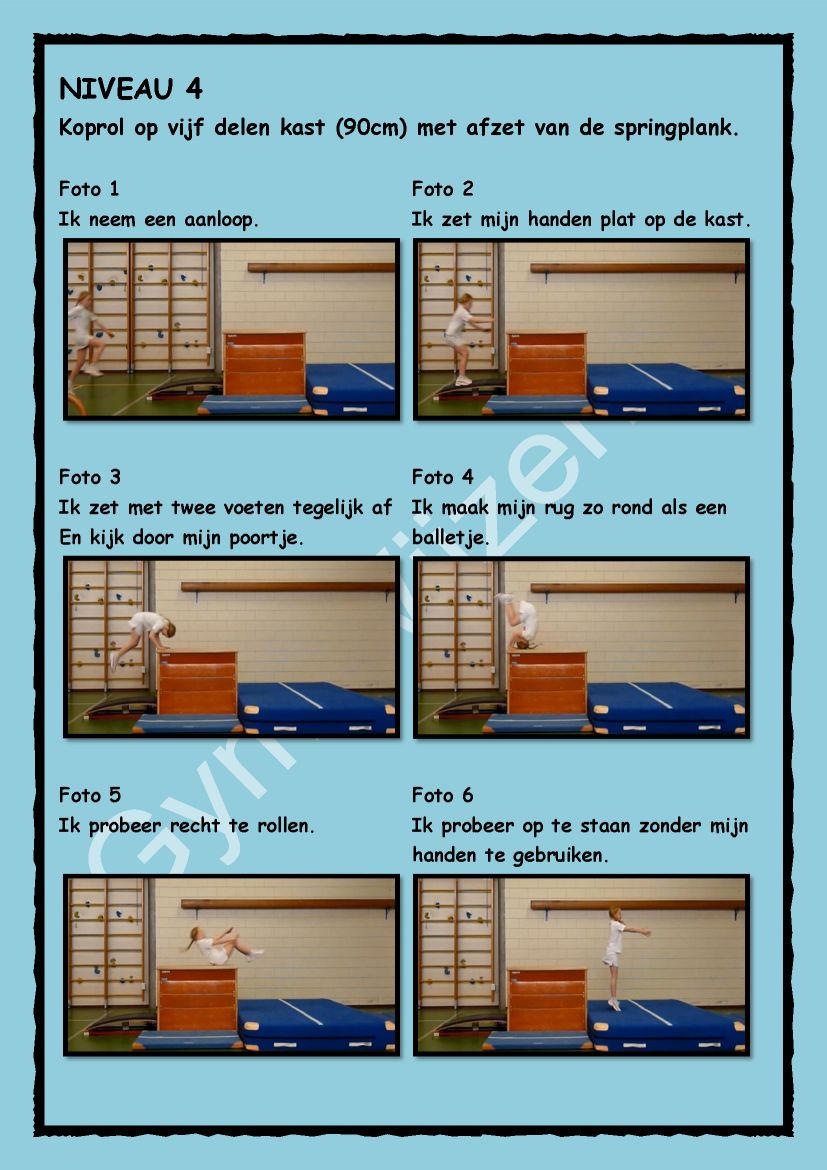 NIVEAU 4
Koprol op vijf delen kast (90cm) met afzet van de springplank.
Foto 1
Ik neem een aanloop.
Foto 2
Ik zet mijn handen plat op de kast.
Foto 3
Ik zet met twee voeten tegelijk af
En kijk door mijn poortje.
Foto 4
Ik maak mijn rug zo rond als een
balletje.
Foto 5
Ik probeer recht te rollen.
Foto 6
Ik probeer op te staan zonder mijn
handen te gebruiken.